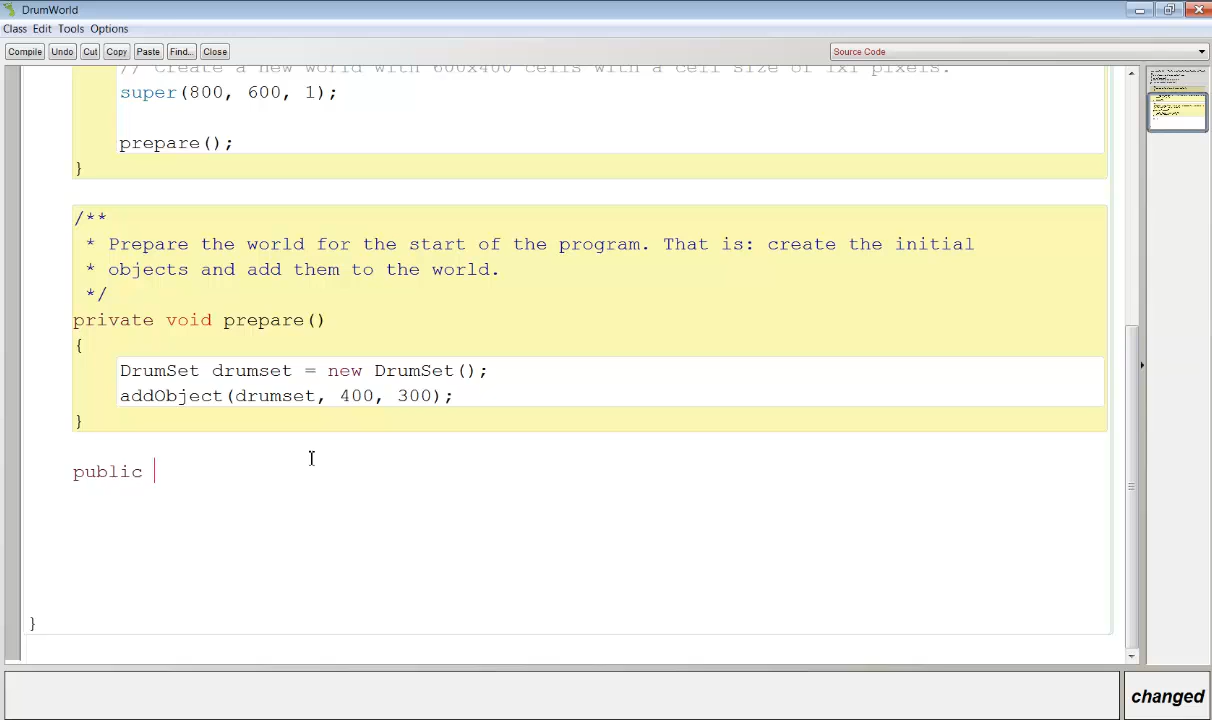 DrumWorld
Class Edit Tools Options
Compile Undo Cut Copy Paste Find... Close Source Code
// Create a new world with 600x400 cells with a cell size of 1x1 pixels.
super(800, 600, 1);
prepare();
}
/**
* Prepare the world for the start of the program. That is: create the initial
* objects and add them to the world.
*/
private void prepare()
{
DrumSet drumset = new DrumSet();
addObject(drumset, 400, 300);
}
public
}
changed